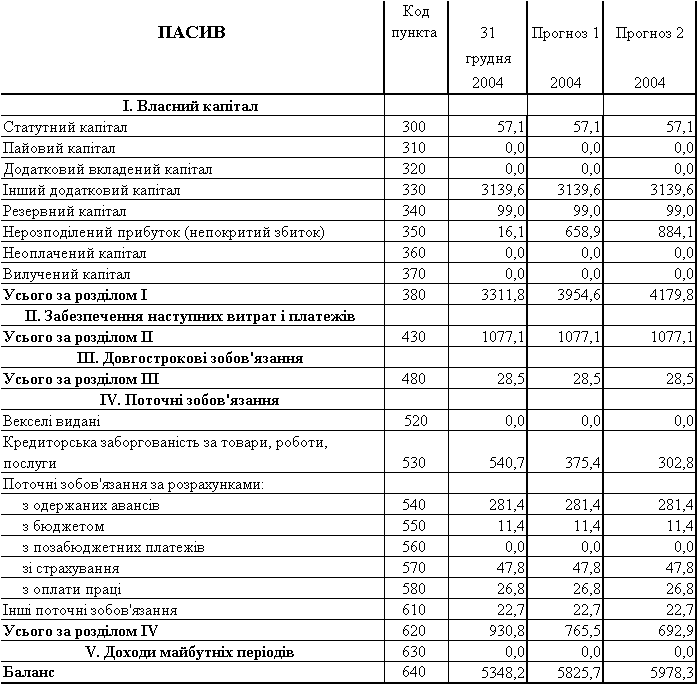 ПАСИВ Код пункта 31 грудня 2004 Прогноз 1 2004 Прогноз 2 2004
І. Власний капітал
Статутний капітал 300 57,1 57,1 57,1
Пайовий капітал 310 0,0 0,0 0,0
Додатковий вкладений капітал 320 0,0 0,0 0,0
Інший додатковий капітал 330 3139,6 3139,6 3139,6
Резервний капітал 340 99,0 99,0 99,0
Нерозподілений прибуток (непокритий збиток) 350 16,1 658,9 884,1
Неоплачений капітал 360 0,0 0,0 0,0
Вилучений капітал 370 0,0 0,0 0,0
Усього за розділом І 380 3311,8 3954,6 4179,8
ІІ. Забезпечення наступних витрат і платежів
Усього за розділом ІІ 430 1077,1 1077,1 1077,1
ІІІ. Довгострокові зобов'язання
Усього за розділом ІІІ 480 28,5 28,5 28,5
IV. Поточні зобов'язання
Векселі видані 520 0,0 0,0 0,0
Кредиторська заборгованість за товари, роботи,
послуги 530 540,7 375,4 302,8
Поточні зобов'язання за розрахунками:
з одержаних авансів 540 281,4 281,4 281,4
з бюджетом 550 11,4 11,4 11,4
з позабюджетних платежів 560 0,0 0,0 0,0
зі страхування 570 47,8 47,8 47,8
з оплати праці 580 26,8 26,8 26,8
Інші поточні зобов'язання 610 22,7 22,7 22,7
Усього за розділом IV 620 930,8 765,5 692,9
V. Доходи майбутніх періодів 630 0,0 0,0 0,0
Баланс 640 5348,2 5825,7 5978,3